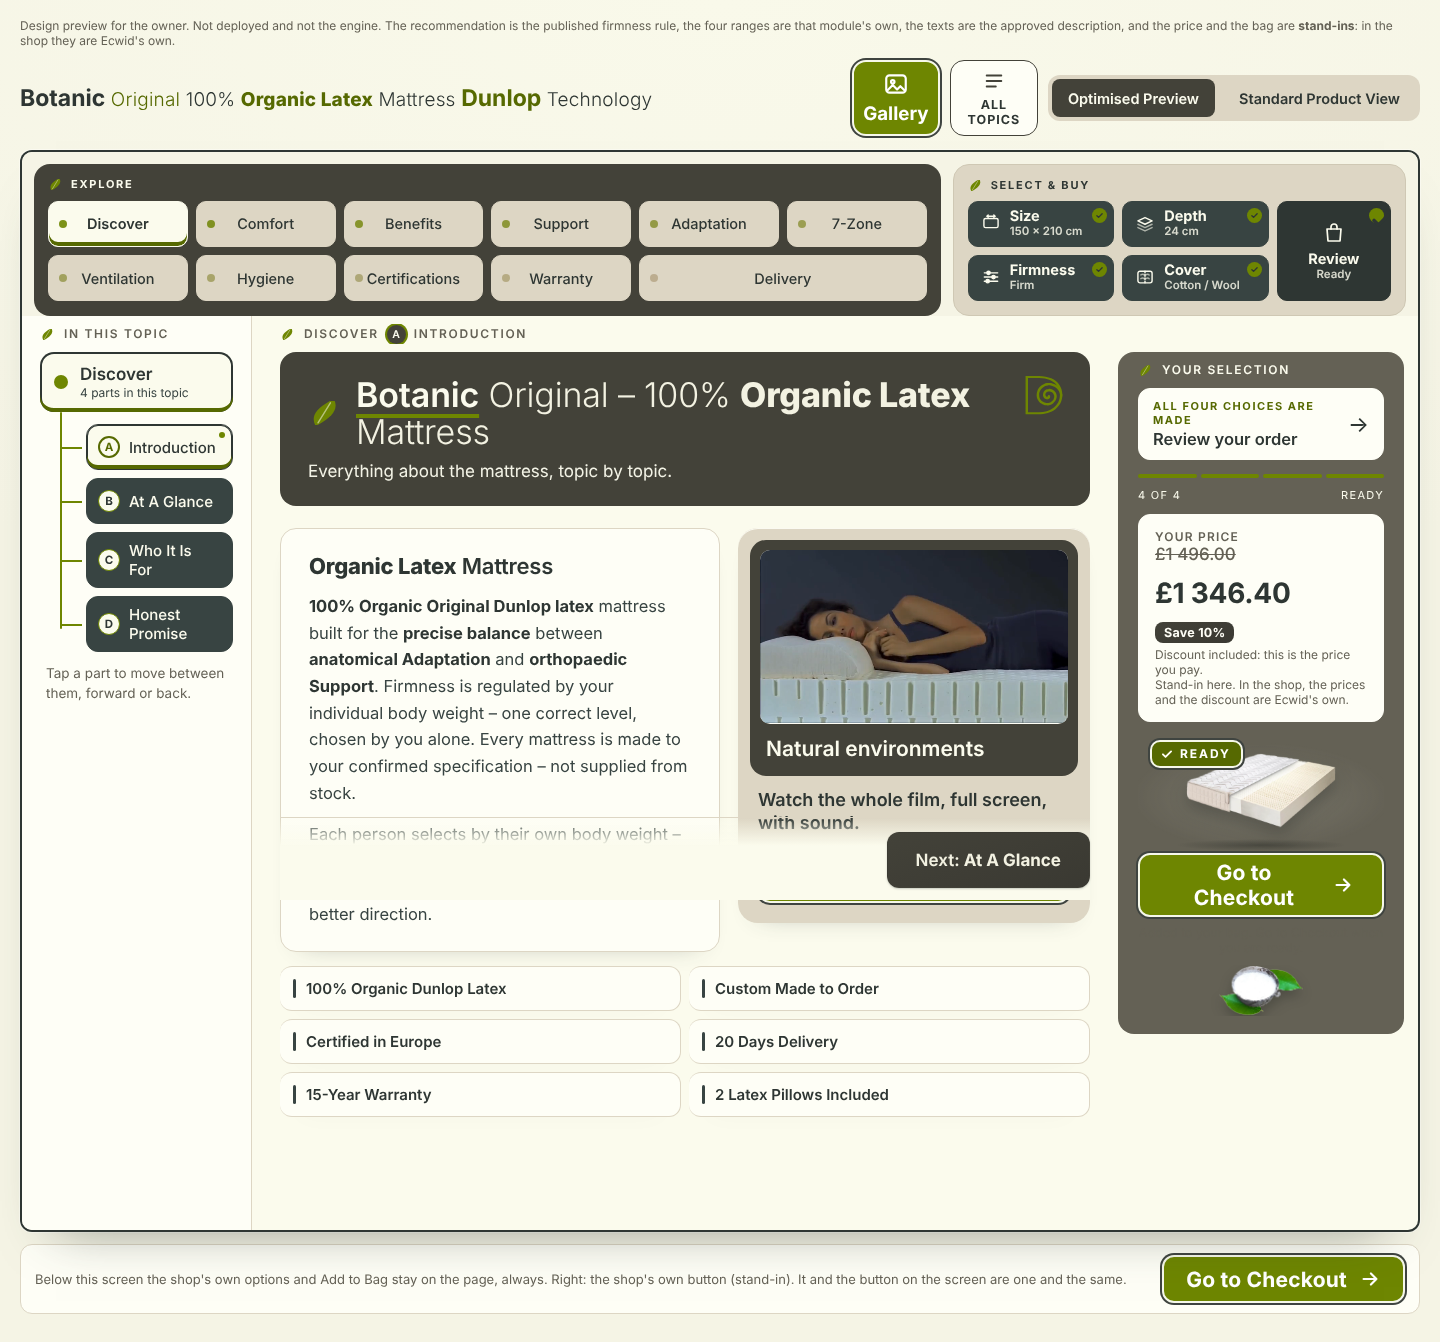 Design preview for the owner. Not deployed and not the engine. The recommendation is the published firmness rule, the four ranges are that module's own, the texts are the approved description, and the price and the bag are stand-ins: in the
shop they are Ecwid's own.
Botanic Original 100% Organic Latex Mattress Dunlop Technology
Gallery
ALL
TOPICS
Optimised Preview
Standard Product View
EXPLORE
Discover
Comfort
Benefits
Support
Adaptation
7-Zone
Ventilation
Hygiene
Certifications
Warranty
Delivery
SELECT & BUY
Size
150 × 210 cm
Depth
24 cm
Firmness
Firm
Cover
Cotton / Wool
Review
Ready
IN THIS TOPIC
Discover
4 parts in this topic
A Introduction
B At A Glance
C Who It Is
For
D Honest
Promise
Tap a part to move between
them, forward or back.
DISCOVER A INTRODUCTION
Botanic Original – 100% Organic Latex
Mattress
Everything about the mattress, topic by topic.
Organic Latex Mattress
100% Organic Original Dunlop latex mattress
built for the precise balance between
anatomical Adaptation and orthopaedic
Support. Firmness is regulated by your
individual body weight – one correct level,
chosen by you alone. Every mattress is made to
your confirmed specification – not supplied from
stock.
Each person selects by their own body weight –
better direction.
Natural environments
Watch the whole film, full screen,
with sound.
Next: At A Glance
100% Organic Dunlop Latex
Custom Made to Order
Certified in Europe
20 Days Delivery
15-Year Warranty
2 Latex Pillows Included
YOUR SELECTION
ALL FOUR CHOICES ARE
MADE
Review your order
4 OF 4
READY
YOUR PRICE
£1 496.00
£1 346.40
Save 10%
Discount included: this is the price
you pay.
Stand-in here. In the shop, the prices
and the discount are Ecwid's own.
READY
Go to
Checkout
Below this screen the shop's own options and Add to Bag stay on the page, always. Right: the shop's own button (stand-in). It and the button on the screen are one and the same.
Go to Checkout